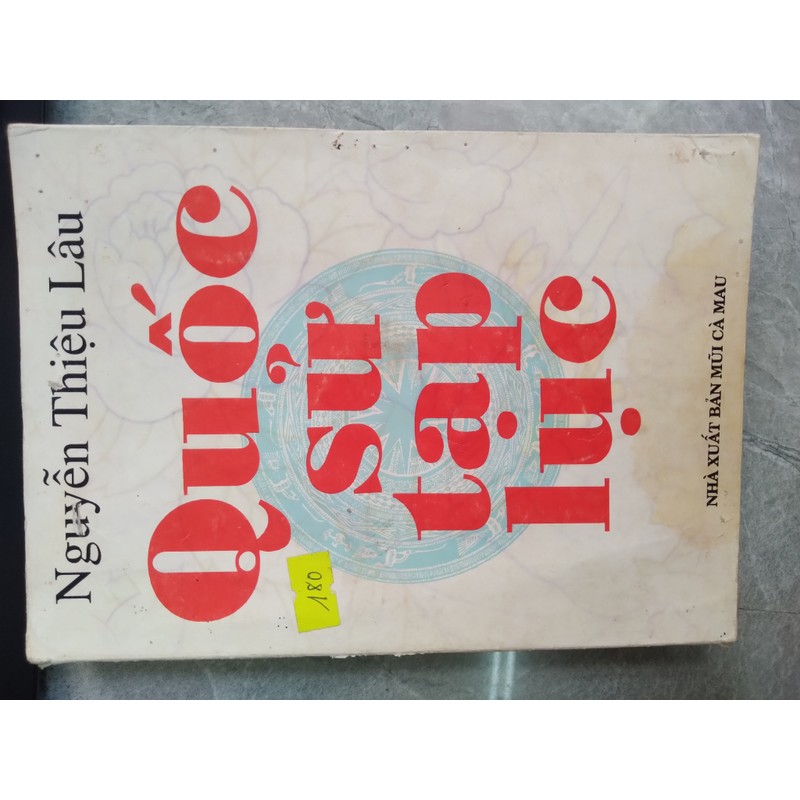 Nguyễn Thiệu Lâu
Quốc
sử
tạp
lục
180
NHÀ XUẤT BẢN MŨI CÀ MAU